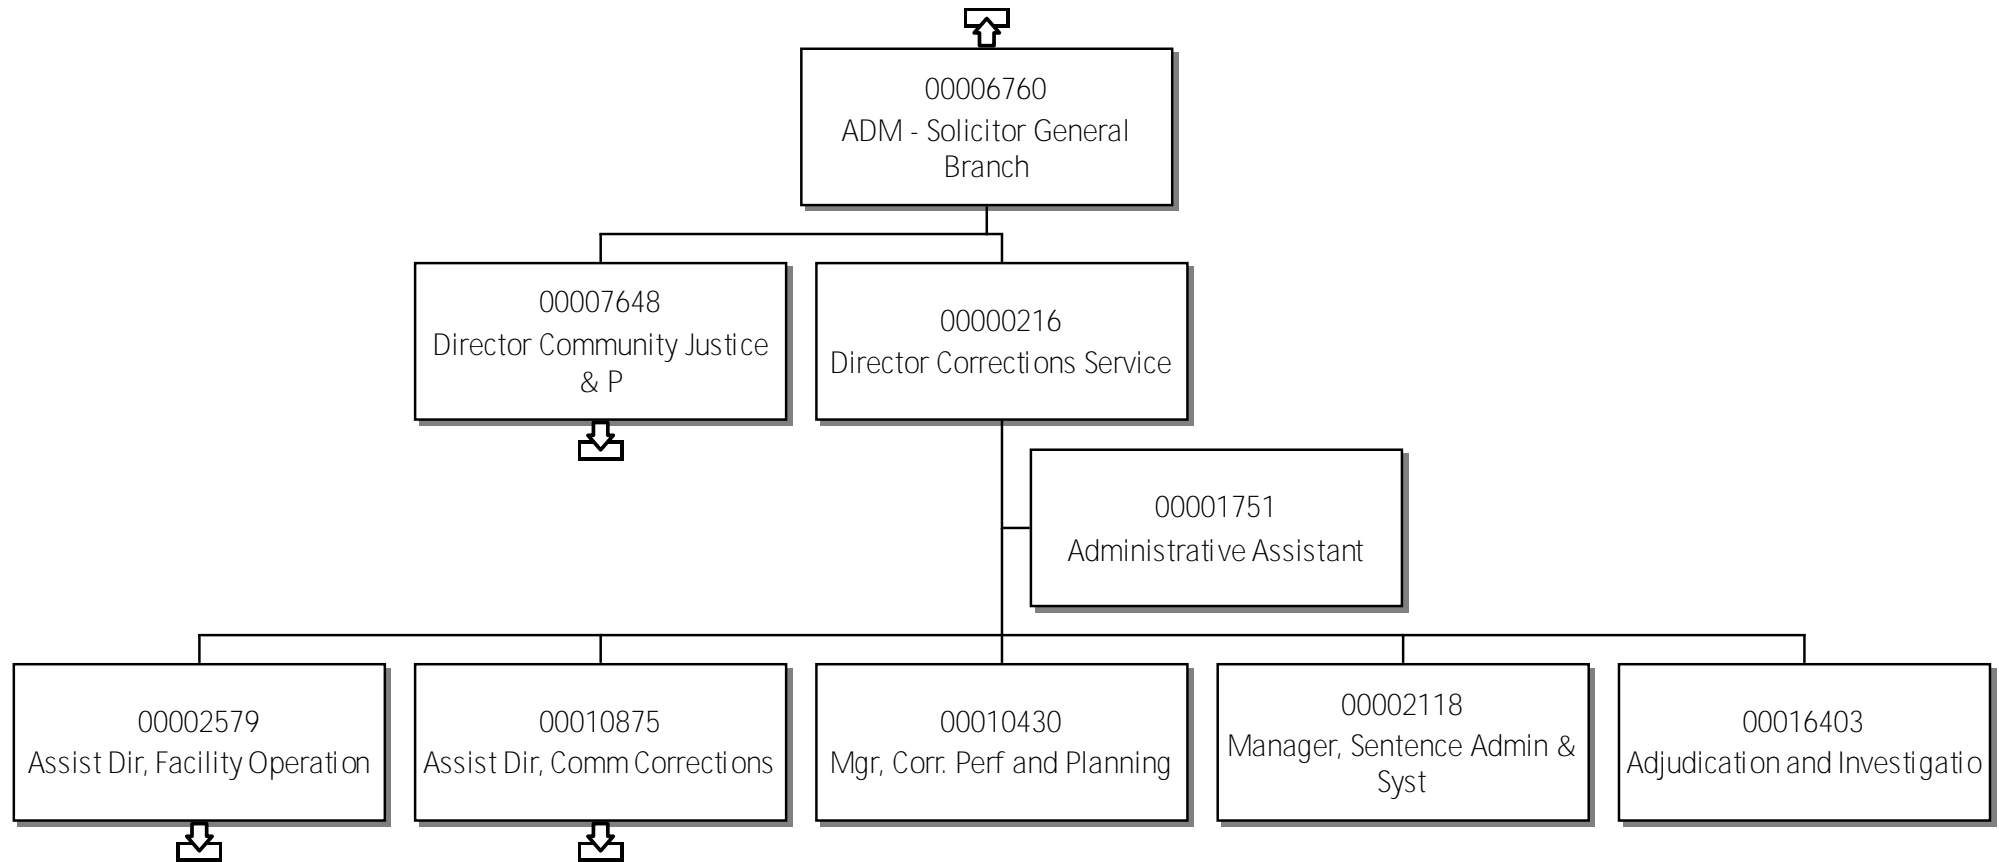 00006760
ADM - Solicitor General
Branch
00007648
Director Community Justice
& P
00000216
Director Corrections Service
00001751
Administrative Assistant
00002579
Assist Dir, Facility Operation
00010875
Assist Dir, Comm Corrections
00010430
Mgr, Corr. Perf and Planning
00002118
Manager, Sentence Admin &
Syst
00016403
Adjudication and Investigatio